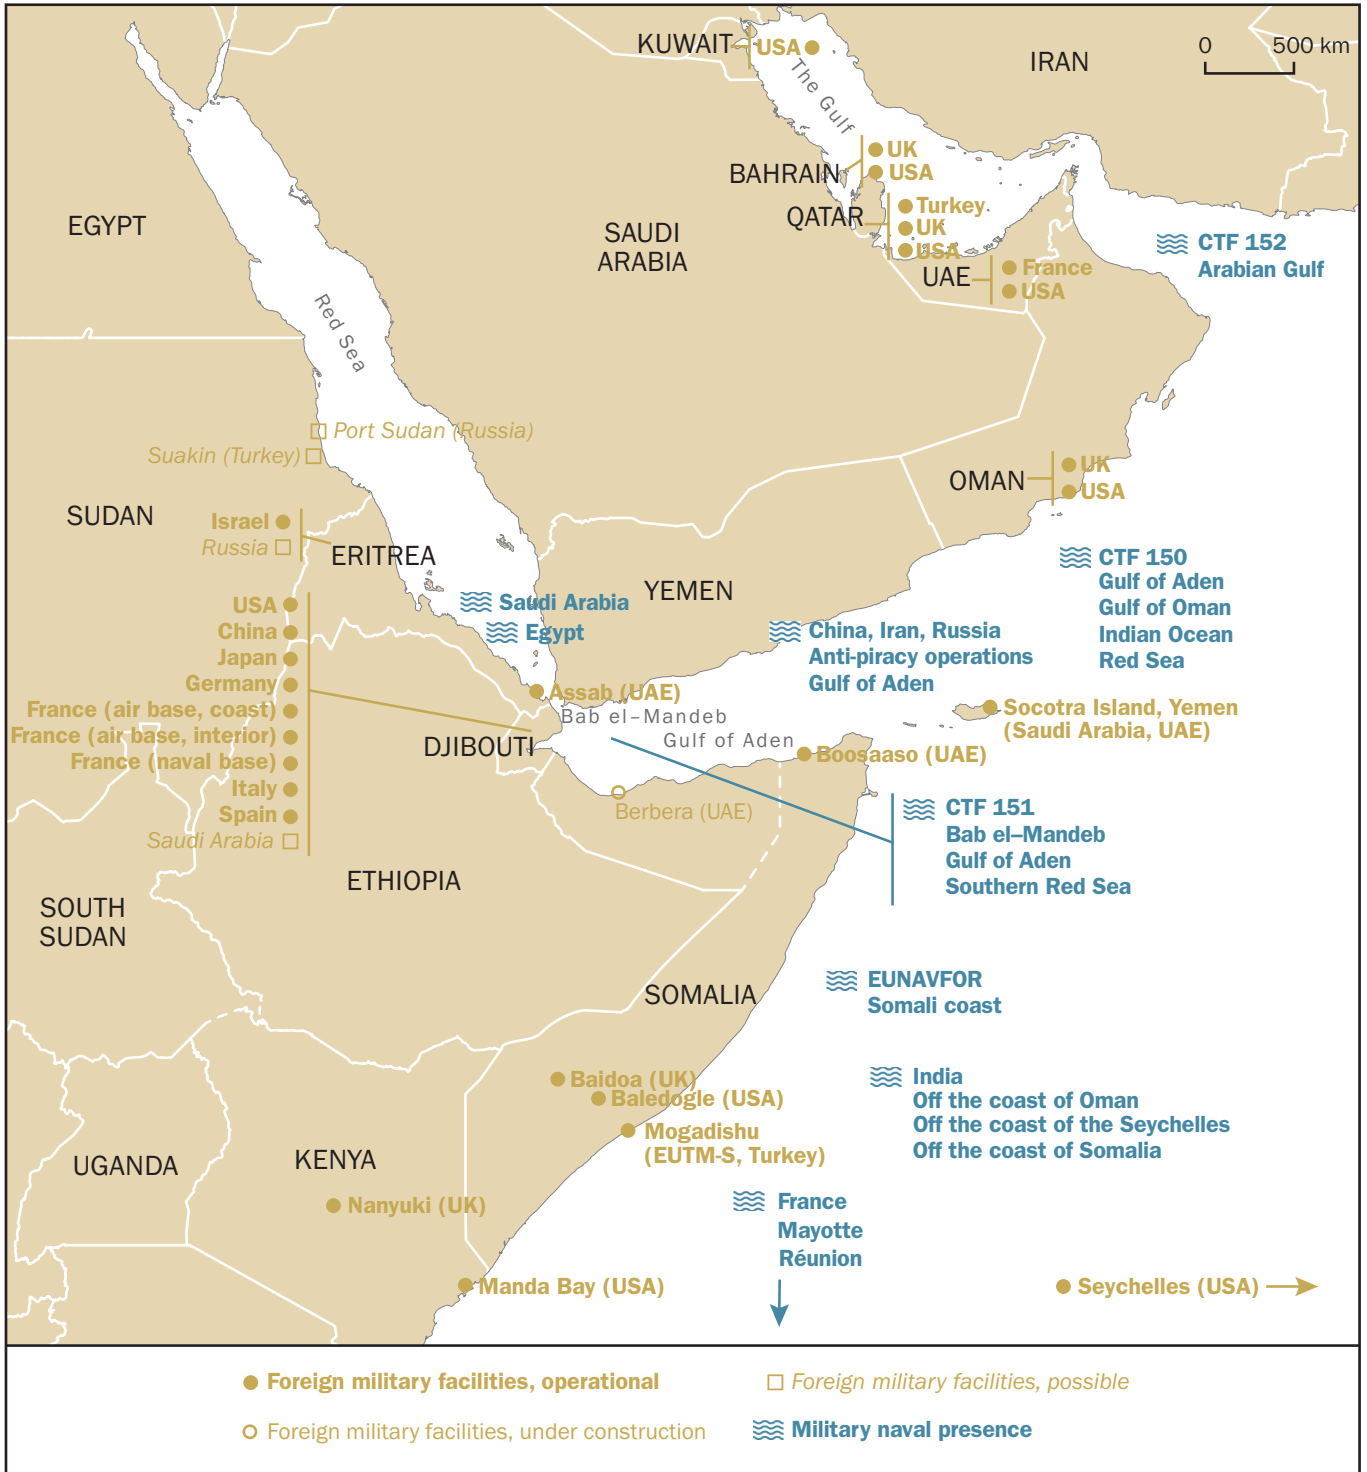 KUWAIT
USA
The Gulf
IRAN
0 500 km
BAHRAIN
UK
USA
QATAR
Turkey
UK
USA
UAE
France
USA
EGYPT
SAUDI
ARABIA
CTF 152
Arabian Gulf
Red Sea
Port Sudan (Russia)
Suakin (Turkey)
OMAN
UK
USA
SUDAN
Israel
Russia
ERITREA
YEMEN
CTF 150
Gulf of Aden
Gulf of Oman
Indian Ocean
Red Sea
Saudi Arabia
Egypt
China, Iran, Russia
Anti-piracy operations
Gulf of Aden
USA
China
Japan
Germany
France (air base, coast)
France (air base, interior)
France (naval base)
Italy
Spain
Saudi Arabia
DJIBOUTI
Assab (UAE)
Bab el–Mandeb
Gulf of Aden
Socotra Island, Yemen
(Saudi Arabia, UAE)
Boosaaso (UAE)
Berbera (UAE)
CTF 151
Bab el–Mandeb
Gulf of Aden
Southern Red Sea
ETHIOPIA
SOUTH
SUDAN
SOMALIA
EUNAVFOR
Somali coast
Baidoa (UK)
Baledogle (USA)
Mogadishu
(EUTM-S, Turkey)
India
Off the coast of Oman
Off the coast of the Seychelles
Off the coast of Somalia
UGANDA
KENYA
Nanyuki (UK)
France
Mayotte
Réunion
Manda Bay (USA)
Seychelles (USA)
Foreign military facilities, operational
Foreign military facilities, possible
Foreign military facilities, under construction
Military naval presence